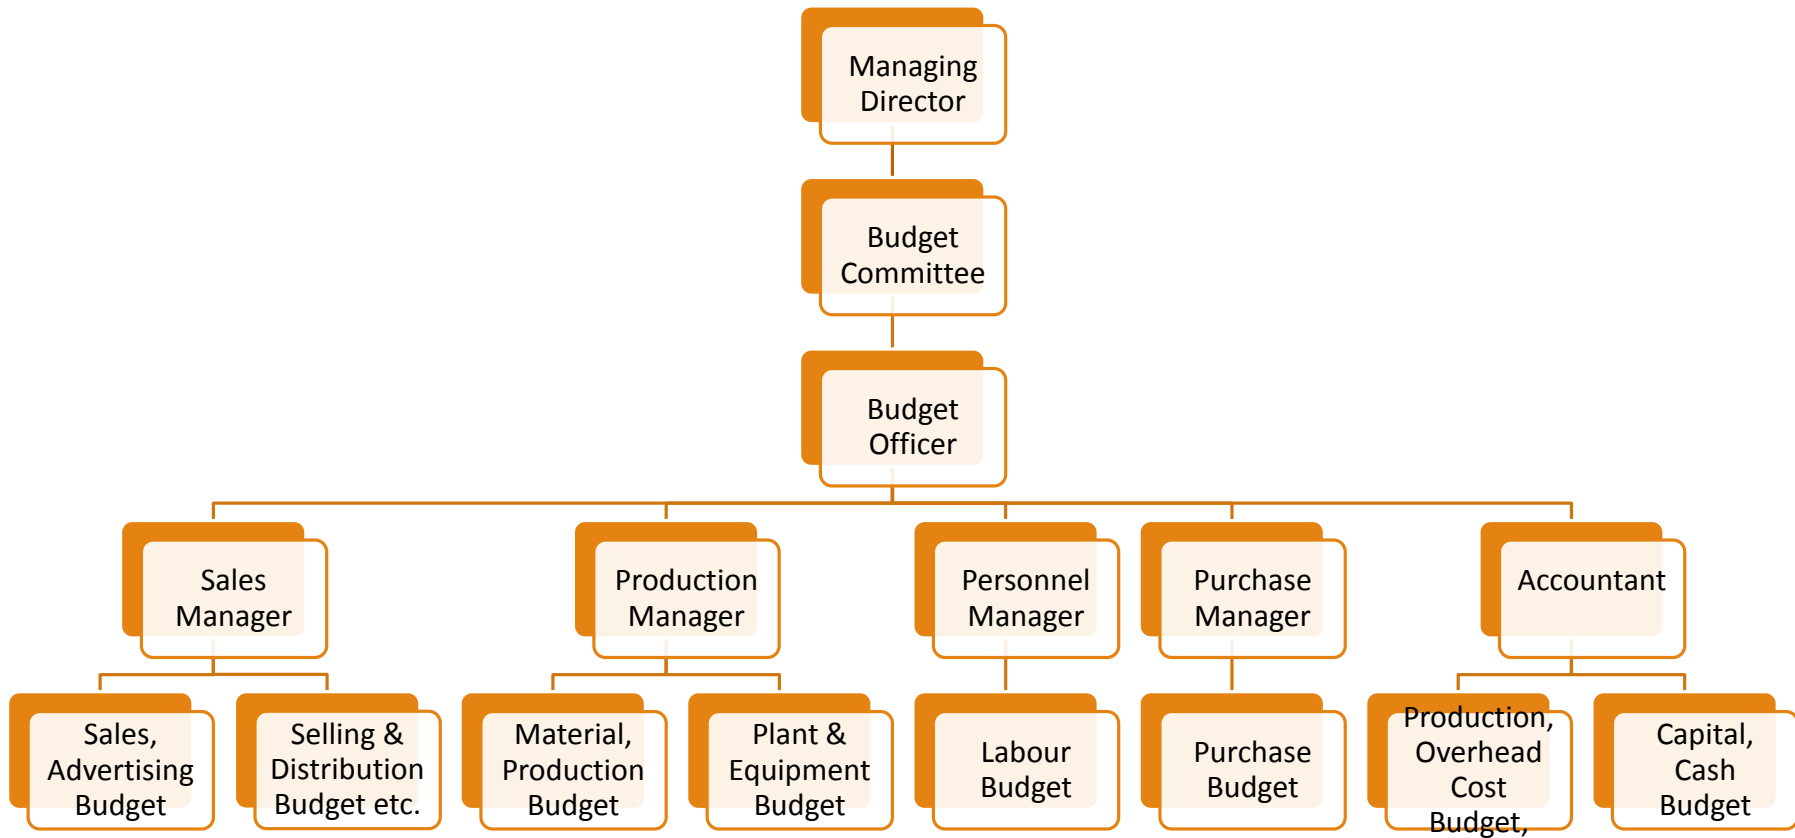 Managing
Director
Budget
Committee
Budget
Officer
Sales
Manager
Production
Manager
Personnel
Manager
Purchase
Manager
Accountant
Sales,
Advertising
Budget
Selling &
Distribution
Budget etc.
Material,
Production
Budget
Plant &
Equipment
Budget
Labour
Budget
Purchase
Budget
Production,
Overhead
Cost
Budget,
Capital,
Cash
Budget